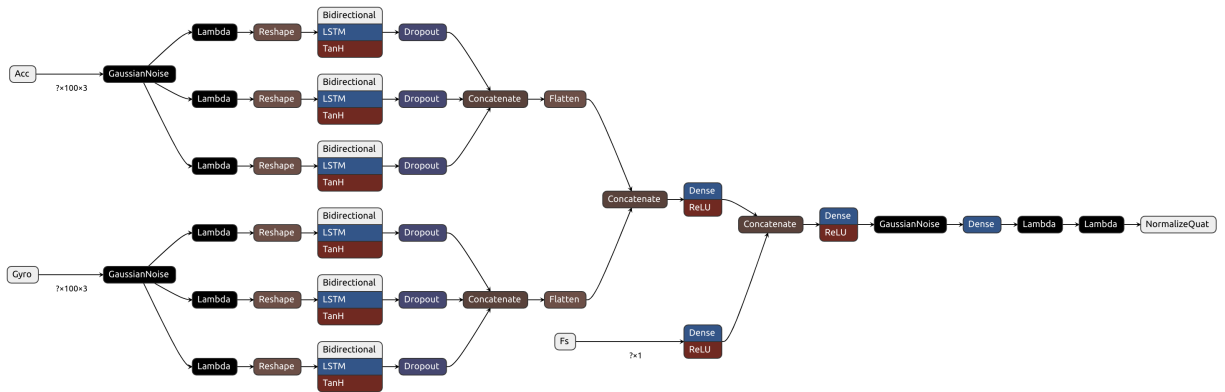 Bidirectional
Lambda Reshape LSTM Dropout
TanH
Acc GaussianNoise
?×100×3
Bidirectional
Lambda Reshape LSTM Dropout Concatenate Flatten
TanH
Bidirectional
Lambda Reshape LSTM Dropout
TanH
Concatenate Dense
ReLU
Concatenate Dense GaussianNoise Dense Lambda Lambda NormalizeQuat
ReLU
Bidirectional
Lambda Reshape LSTM Dropout
TanH
Gyro GaussianNoise
?×100×3
Bidirectional
Lambda Reshape LSTM Dropout Concatenate Flatten
TanH
Fs Dense
?×1 ReLU
Bidirectional
Lambda Reshape LSTM Dropout
TanH